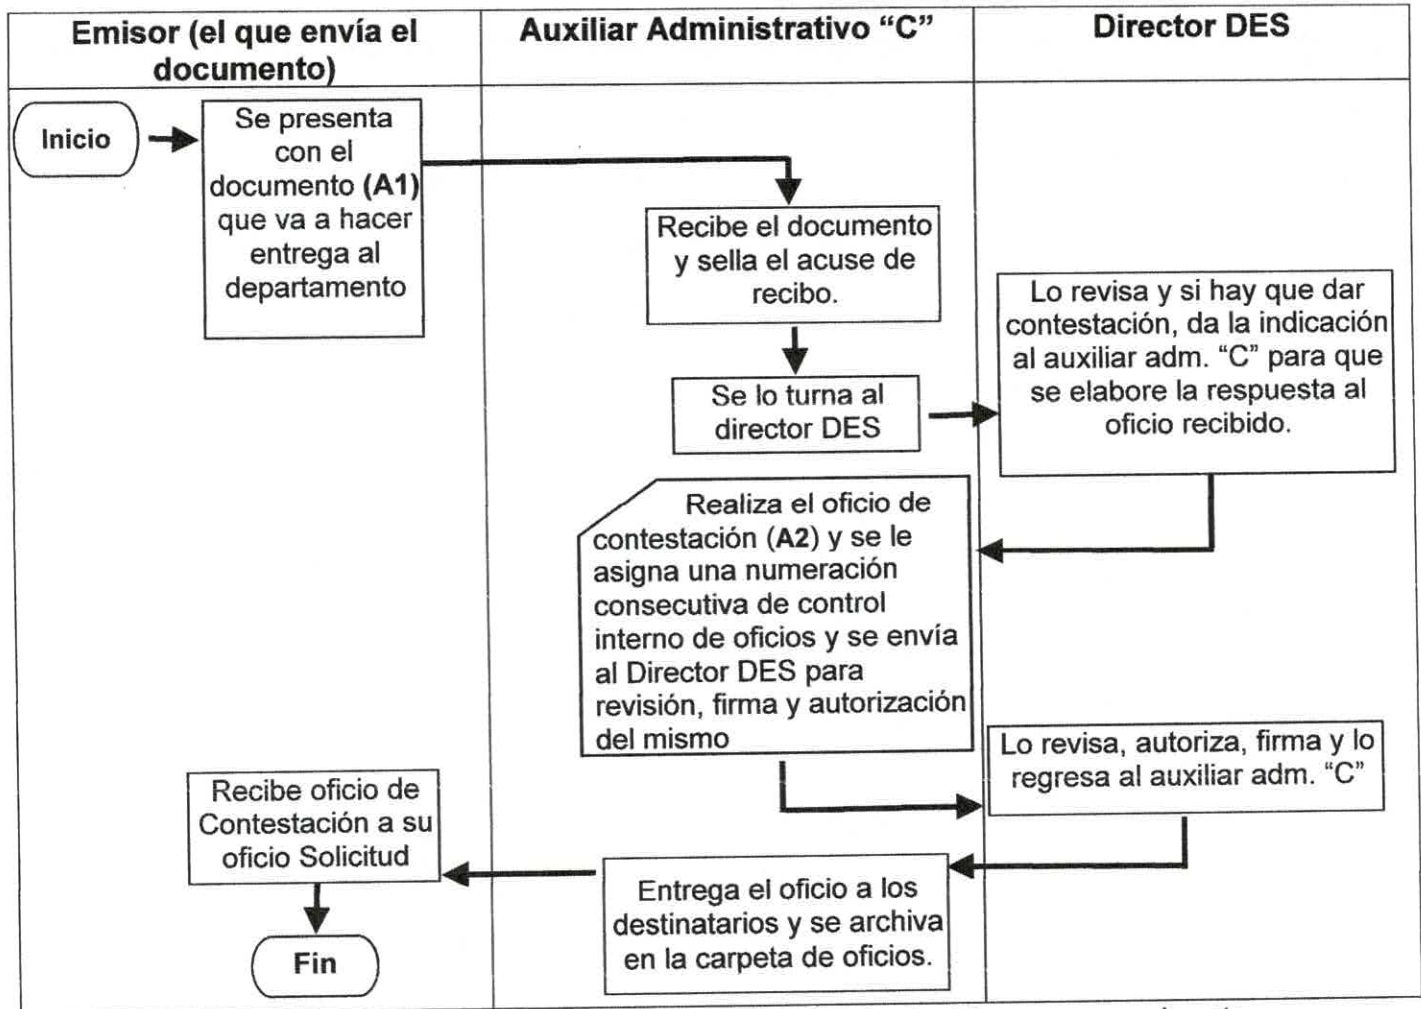 Emisor (el que envía el
documento)
Auxiliar Administrativo “C”
Director DES
Inicio
Se presenta
con el
documento (A1)
que va a hacer
entrega al
departamento
Recibe el documento
y sella el acuse de
recibo.
Se lo turna al
director DES
Lo revisa y si hay que dar
contestación, da la indicación
al auxiliar adm. “C” para que
se elabore la respuesta al
oficio recibido.
Realiza el oficio de
contestación (A2) y se le
asigna una numeración
consecutiva de control
interno de oficios y se envía
al Director DES para
revisión, firma y autorización
del mismo
Lo revisa, autoriza, firma y lo
regresa al auxiliar adm. “C”
Entrega el oficio a los
destinatarios y se archiva
en la carpeta de oficios.
Recibe oficio de
Contestación a su
oficio Solicitud
Fin